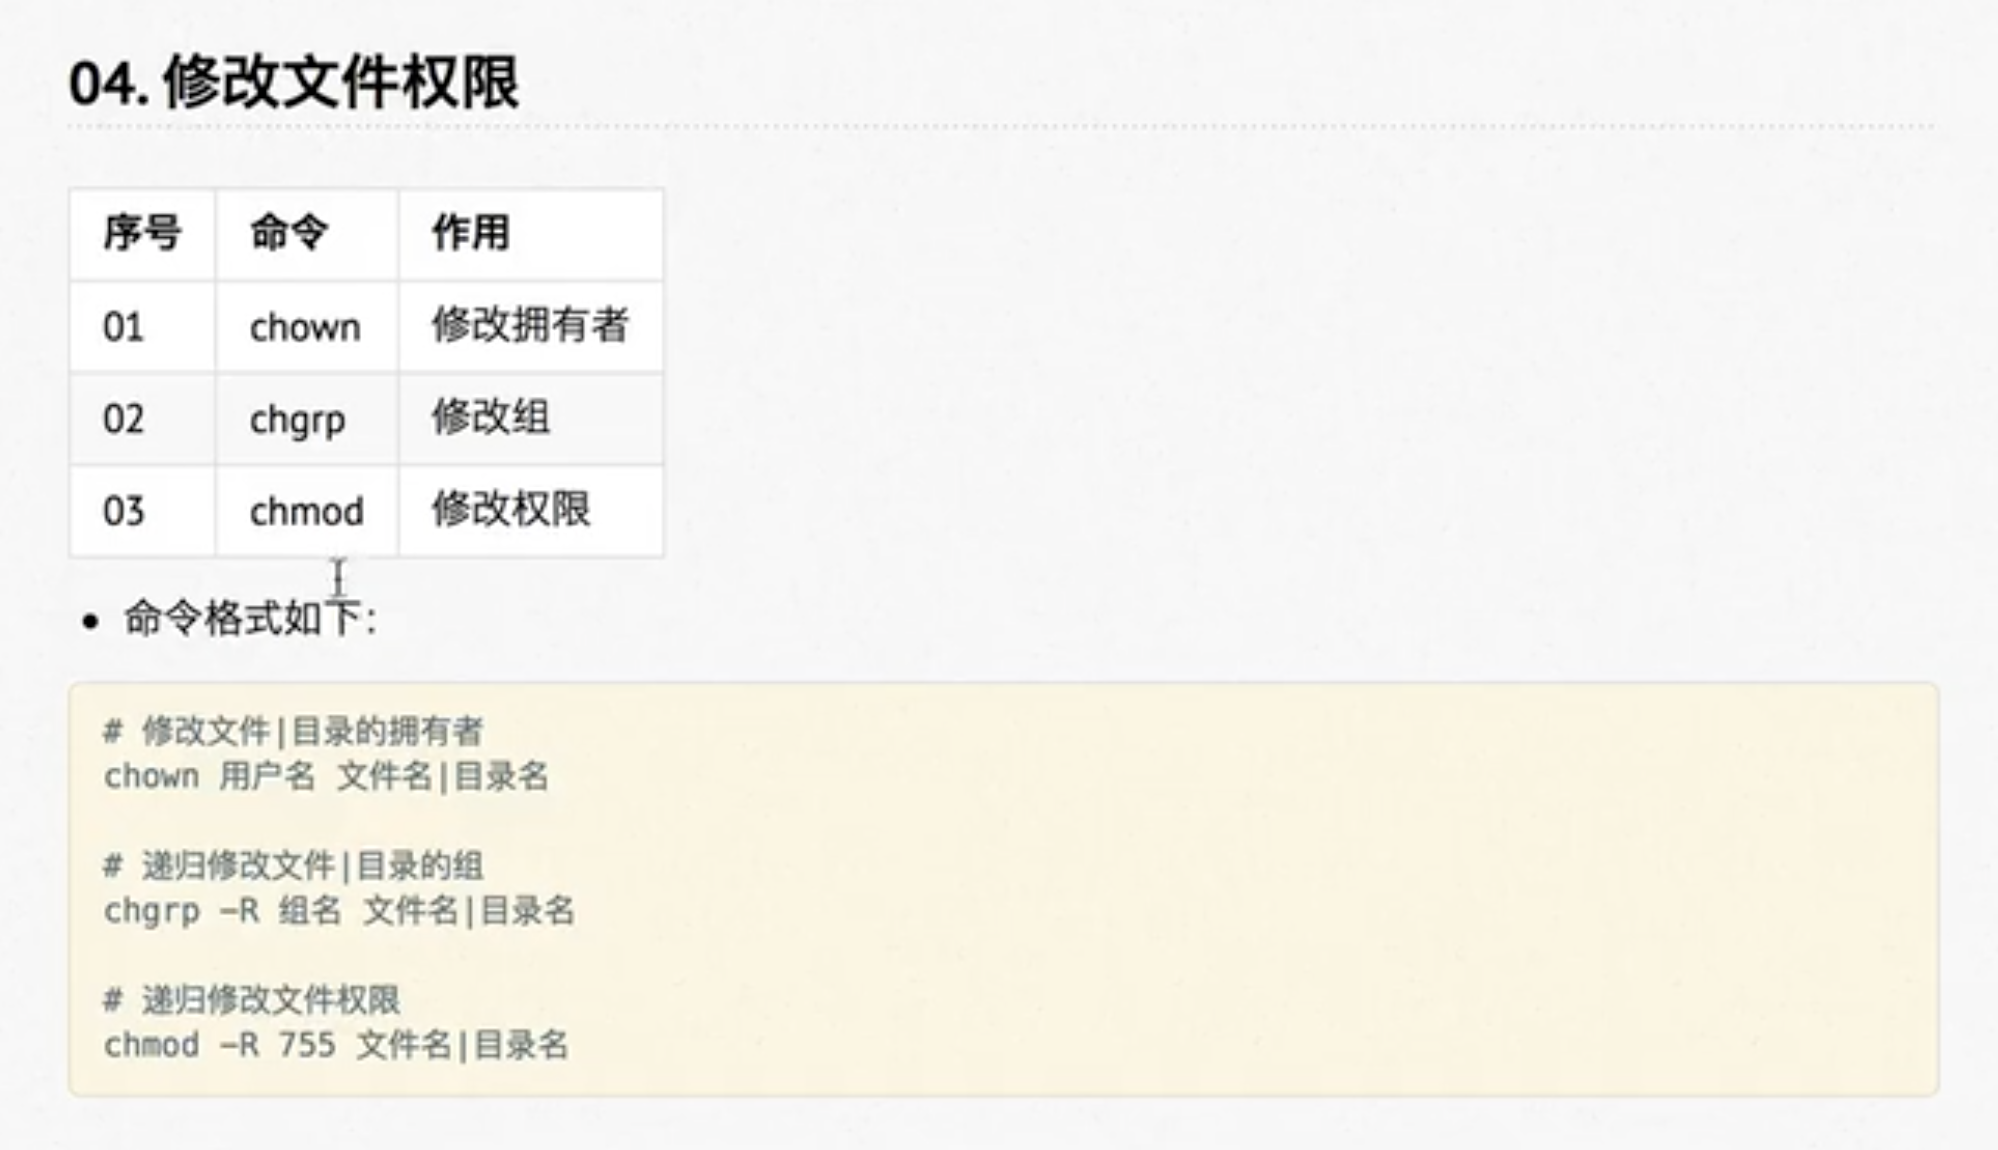 04. 修改文件权限
序号 命令 作用
01 chown 修改拥有者
02 chgrp 修改组
03 chmod 修改权限
• 命令格式如下：
# 修改文件|目录的拥有者
chown 用户名 文件名|目录名
# 递归修改文件|目录的组
chgrp -R 组名 文件名|目录名
# 递归修改文件权限
chmod -R 755 文件名|目录名